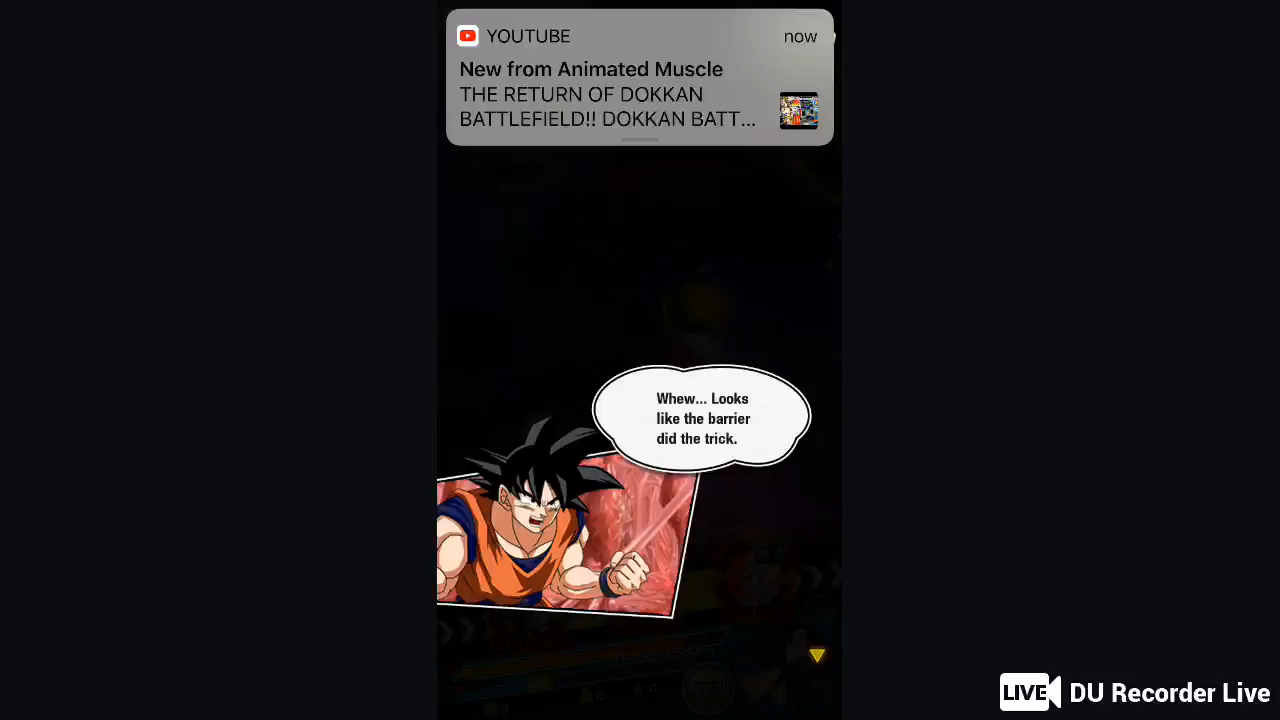 YOUTUBE
now
New from Animated Muscle
THE RETURN OF DOKKAN
BATTLEFIELD!! DOKKAN BATT...
Whew... Looks
like the barrier
did the trick.
LIVE DU Recorder Live